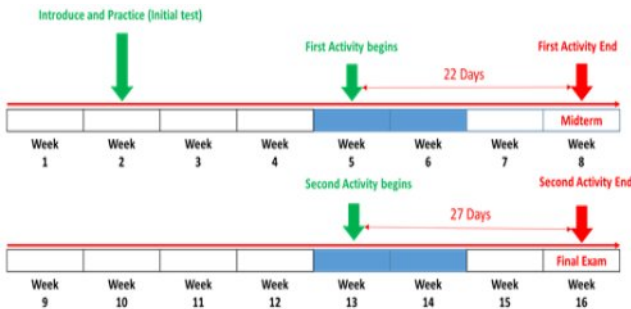 Introduce and Practice (Initial test)
First Activity begins
First Activity End
22 Days
Midterm
Week 1
Week 2
Week 3
Week 4
Week 5
Week 6
Week 7
Week 8
Second Activity begins
Second Activity End
27 Days
Final Exam
Week 9
Week 10
Week 11
Week 12
Week 13
Week 14
Week 15
Week 16